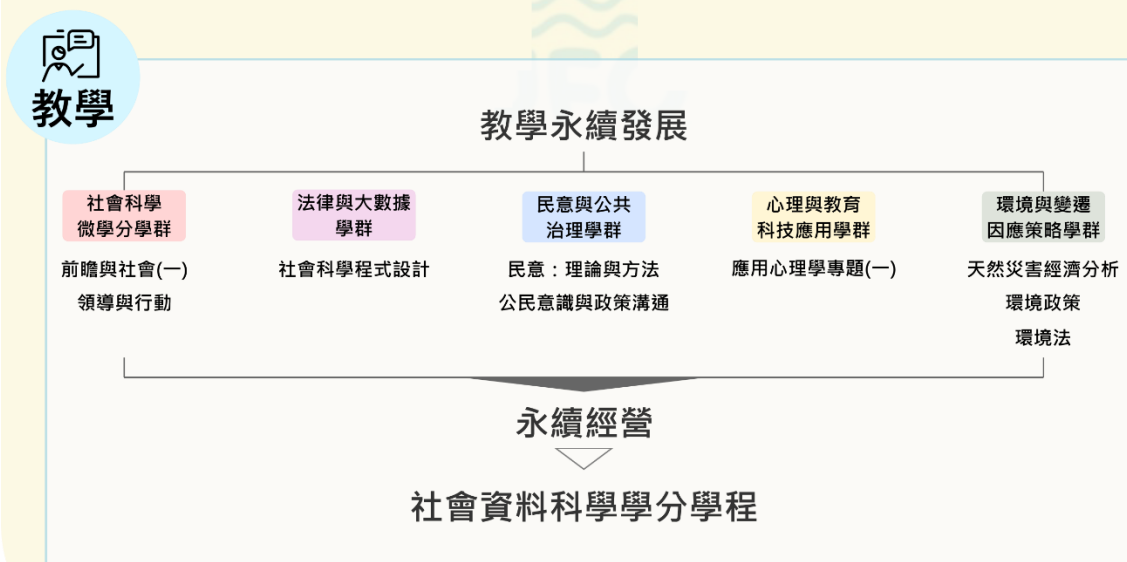 教學
教學永續發展
社會科學
微學分學群
前瞻與社會(一)
領導與行動
法律與大數據
學群
社會科學程式設計
民意與公共
治理學群
民意：理論與方法
公民意識與政策溝通
心理與教育
科技應用學群
應用心理學專題(一)
環境與變遷
因應策略學群
天然災害經濟分析
環境政策
環境法
永續經營
社會資料科學學分學程